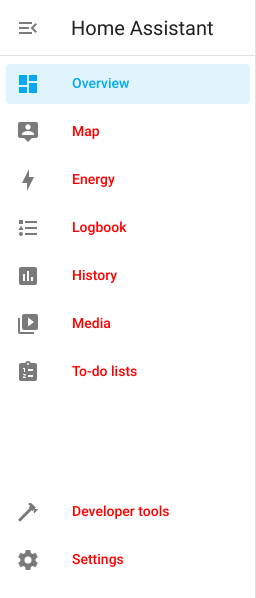 Home Assistant
Overview
Map
Energy
Logbook
History
Media
To-do lists
Developer tools
Settings